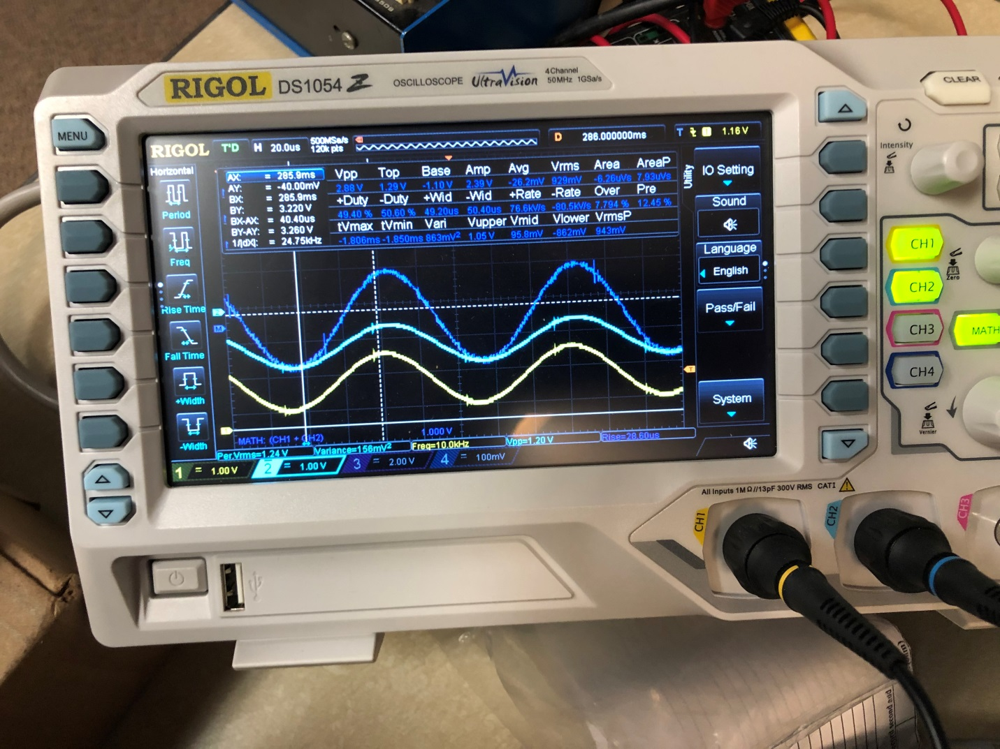 RIGOL DS1054 Z OSCILLOSCOPE UltraVision 4 Channel 50MHz 1GSa/s
CLEAR
MENU
RIGOL T'D H 20.0us 500MSa/s 120k pts D 286.000000ms T 1 1.16 V
Horizontal
Period
Freq
Rise Time
Fall Time
+Width
-Width
AX: = 285.9ms
AY: = -40.00mV
BX: = 285.9ms
BY: = 3.220 V
BX-AX: = 40.40us
BY-AY: = 3.260 V
1/|dX|: = 24.75kHz
Vpp Top Base Amp Avg Vrms Area AreaP
2.88 V 1.29 V -1.10 V 2.39 V -26.2mV 929mV -6.26uVs 7.93uVs
+Duty -Duty +Wid -Wid +Rate -Rate Over Pre
49.40 % 50.60 % 49.20us 50.40us 76.6kV/s -80.5kV/s 7.794 % 12.45 %
tVmax tVmin Vari Vupper Vmid Vlower VrmsP
-1.806ms -1.850ms 863mV² 1.05 V 95.8mV -862mV 943mV
Utility
IO Setting
Sound
Language
English
Pass/Fail
System
2
M
T
MATH: (CH1 + CH2) 1.000 V
Per.Vrms=1.24 V Variance=156mV² Freq=10.0kHz Vpp=1.20 V Rise=28.60us
1 = 1.00 V 2 = 1.00 V 3 = 2.00 V 4 = 100mV
Intensity
CH1
Zero
CH2
CH3 MATH
CH4
Vernier
All Inputs 1MΩ//13pF 300V RMS CATI
CH1 CH2 CH3